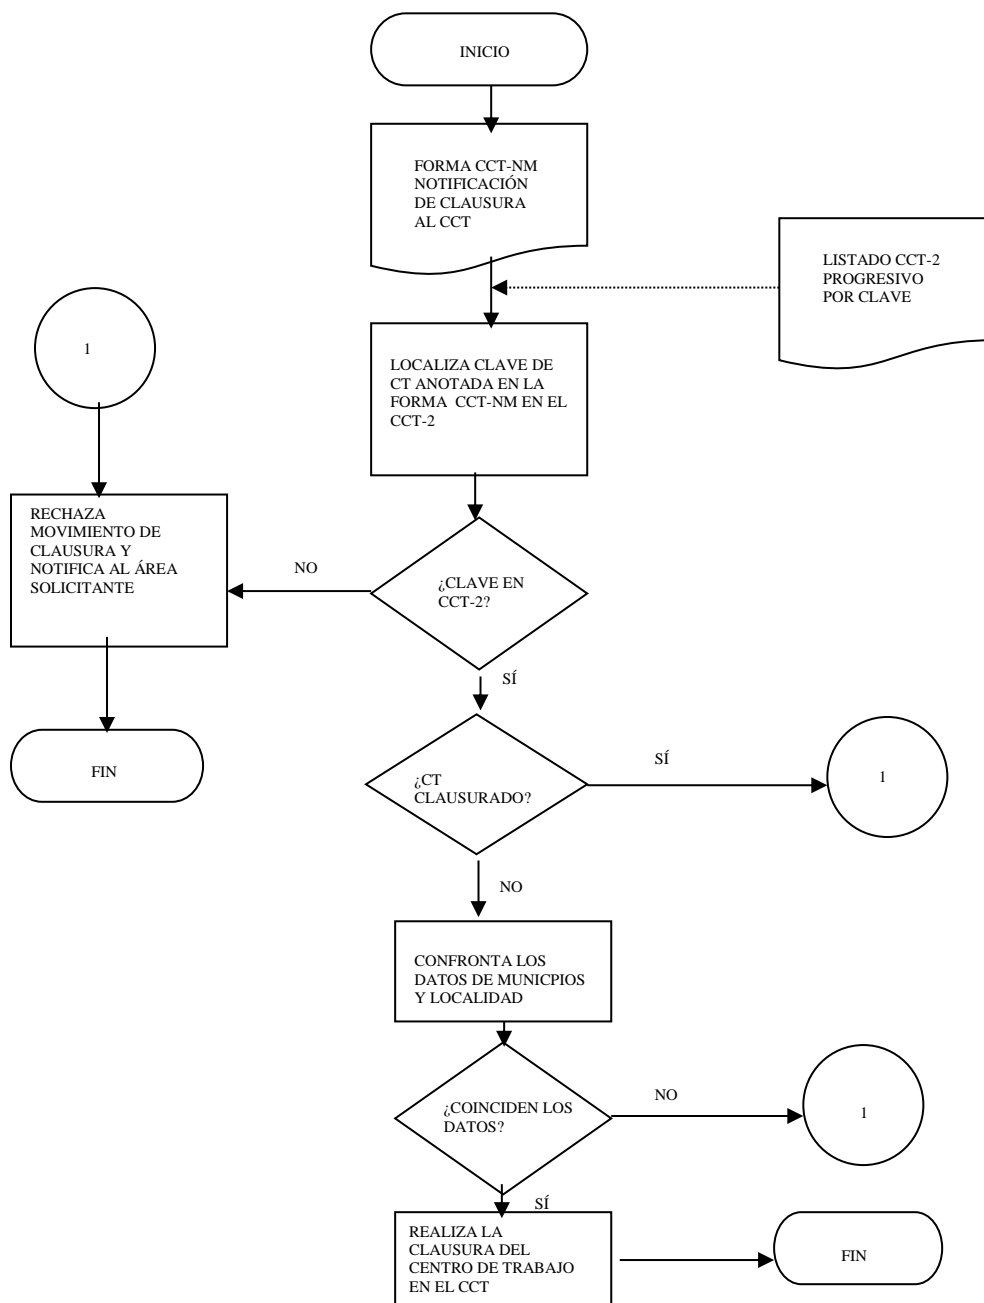 INICIO
FORMA CCT-NM
NOTIFICACIÓN
DE CLAUSURA
AL CCT
LISTADO CCT-2
PROGRESIVO
POR CLAVE
1
LOCALIZA CLAVE DE
CT ANOTADA EN LA
FORMA CCT-NM EN EL
CCT-2
RECHAZA
MOVIMIENTO DE
CLAUSURA Y
NOTIFICA AL ÁREA
SOLICITANTE
NO
¿CLAVE EN
CCT-2?
SÍ
FIN
¿CT
CLAUSURADO?
SÍ
1
NO
CONFRONTA LOS
DATOS DE MUNICPIOS
Y LOCALIDAD
¿COINCIDEN LOS
DATOS?
NO
1
SÍ
REALIZA LA
CLAUSURA DEL
CENTRO DE TRABAJO
EN EL CCT
FIN